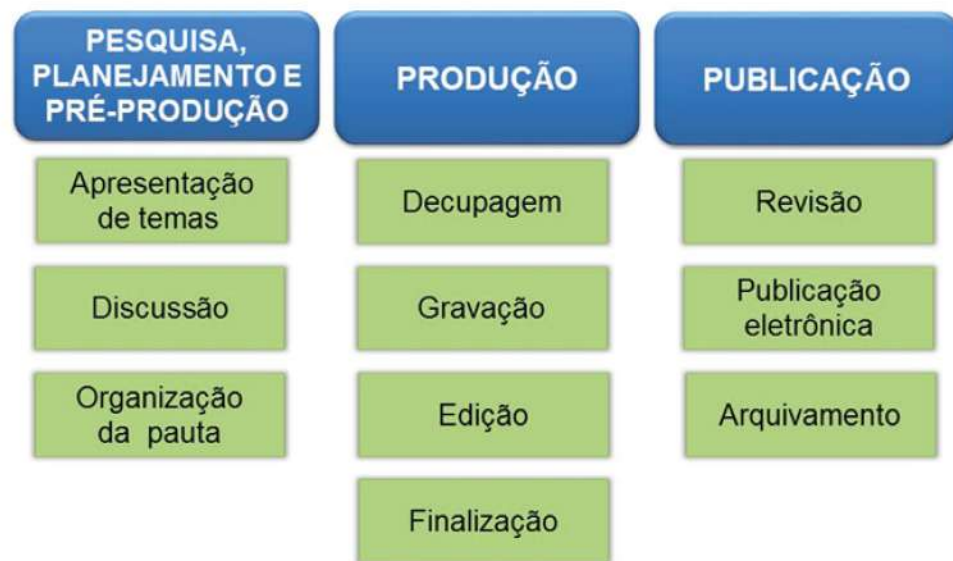 PESQUISA,
PLANEJAMENTO E
PRÉ-PRODUÇÃO
Apresentação
de temas
Discussão
Organização
da pauta
PRODUÇÃO
Decupagem
Gravação
Edição
Finalização
PUBLICAÇÃO
Revisão
Publicação
eletrônica
Arquivamento